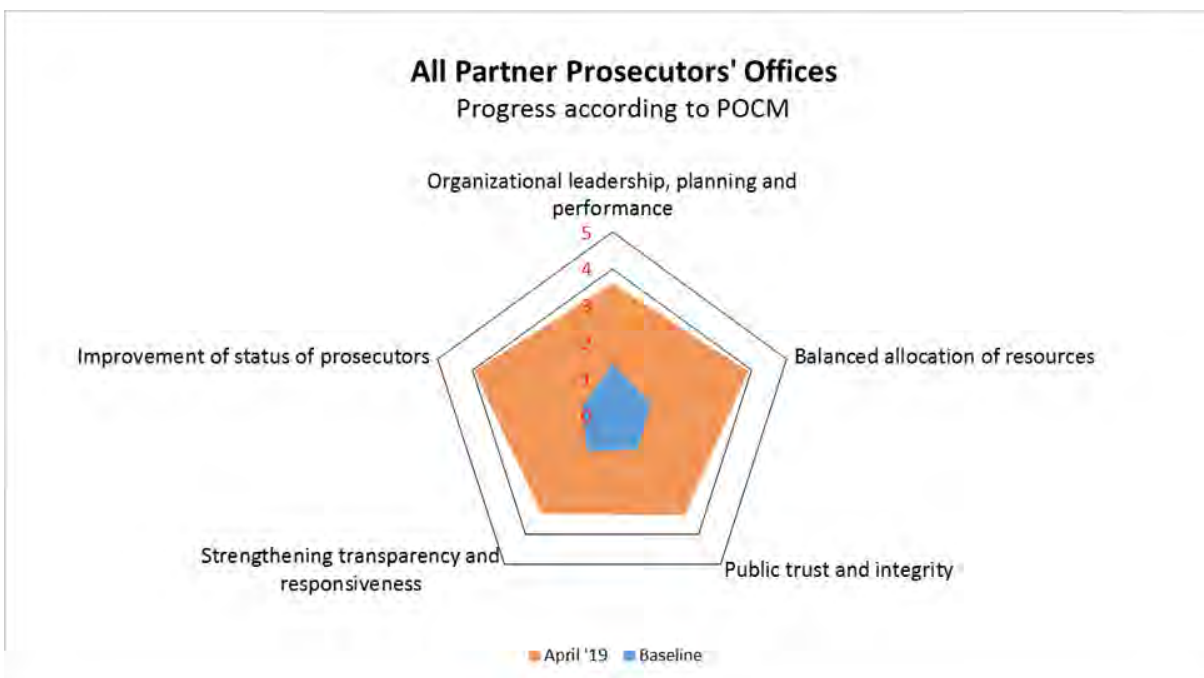 All Partner Prosecutors' Offices
Progress according to POCM
Organizational leadership, planning and
performance
5
4
3
2
1
0
Improvement of status of prosecutors
Balanced allocation of resources
Strengthening transparency and
responsiveness
Public trust and integrity
April '19
Baseline